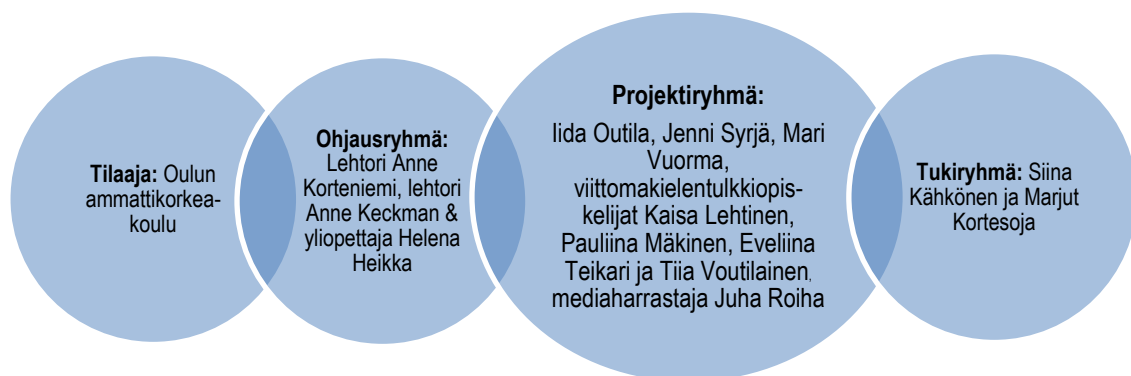 Tilaaja: Oulun
ammattikorkea-
koulu
Ohjausryhmä:
Lehtori Anne
Korteniemi, lehtori
Anne Keckman &
yliopettaja Helena
Heikka
Projektiryhmä:
Iida Outila, Jenni Syrjä, Mari
Vuorma,
viittomakielentulkkiopis-
kelijat Kaisa Lehtinen,
Pauliina Mäkinen, Eveliina
Teikari ja Tiia Voutilainen,
mediaharrastaja Juha Roiha
Tukiryhmä: Siina
Kähkönen ja Marjut
Kortesoja